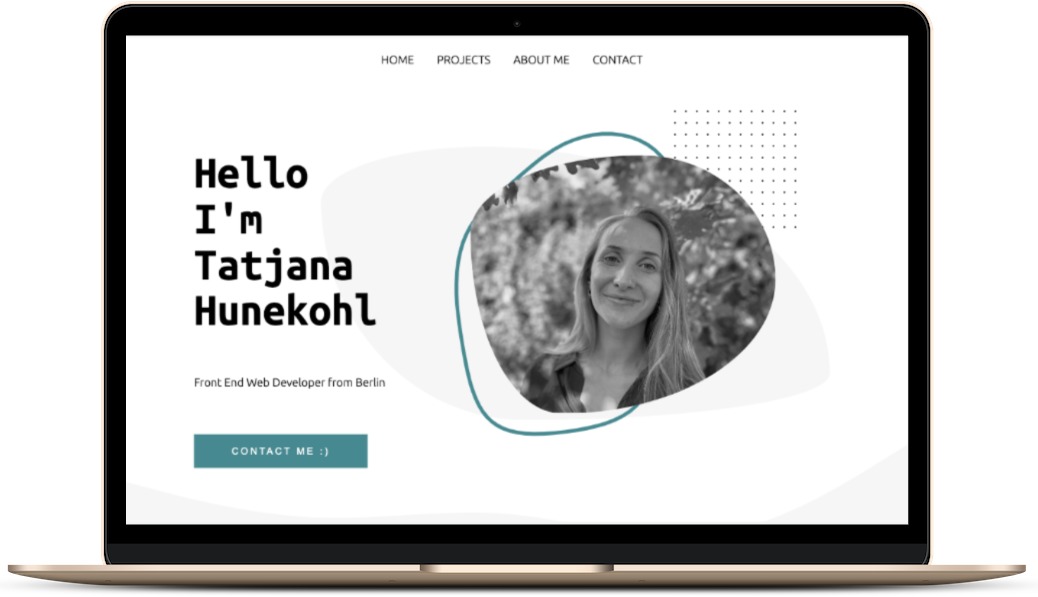 HOME PROJECTS ABOUT ME CONTACT
Hello
I'm
Tatjana
Hunekohl
Front End Web Developer from Berlin
CONTACT ME :)